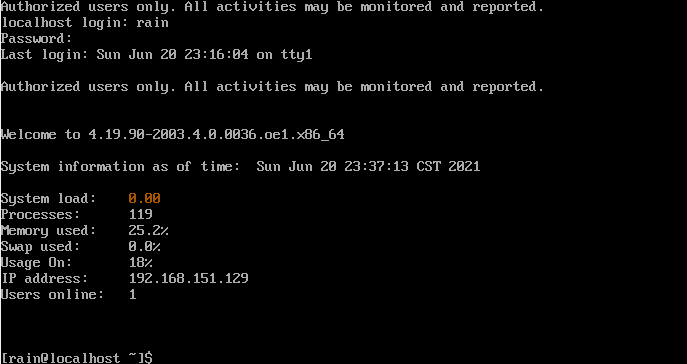 Authorized users only. All activities may be monitored and reported.
localhost login: rain
Password:
Last login: Sun Jun 20 23:16:04 on tty1
Authorized users only. All activities may be monitored and reported.
Welcome to 4.19.90-2003.4.0.0036.oe1.x86_64
System information as of time:  Sun Jun 20 23:37:13 CST 2021
System load:    0.00
Processes:      119
Memory used:    25.2%
Swap used:      0.0%
Usage On:       18%
IP address:     192.168.151.129
Users online:   1
[rain@localhost ~]$